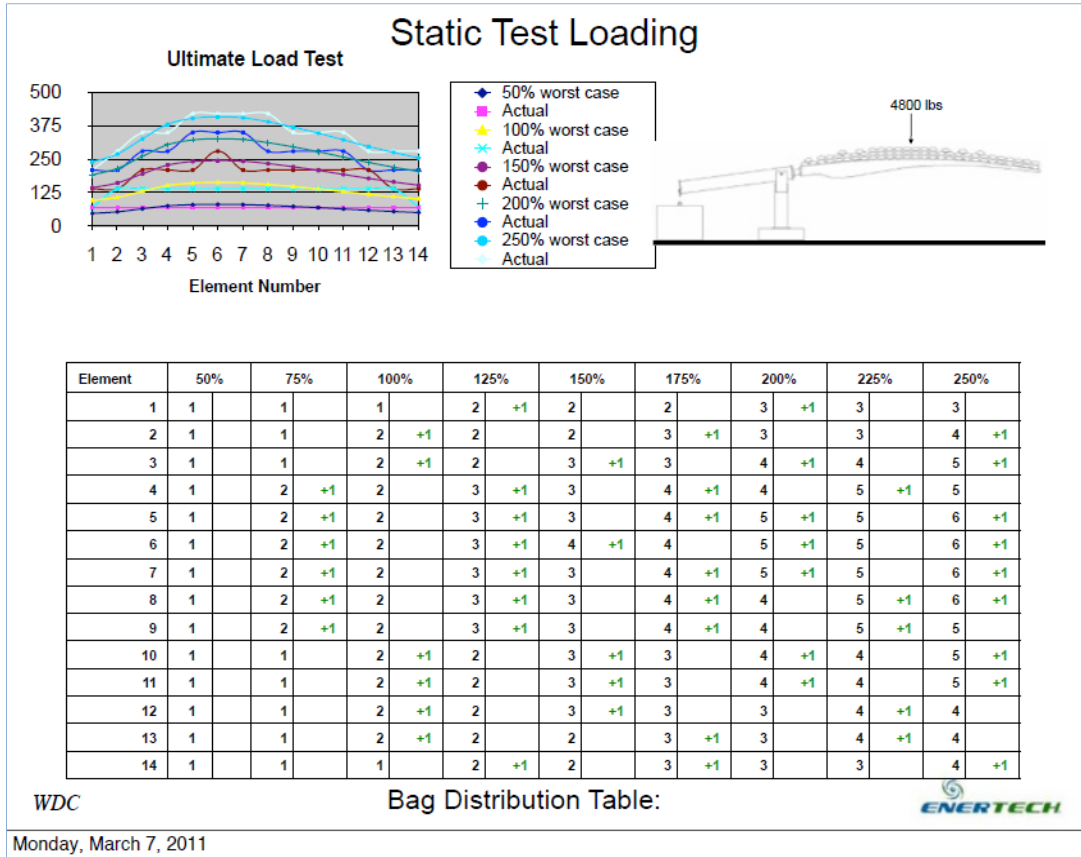 Static Test Loading
Ultimate Load Test
500
375
250
125
0
1 2 3 4 5 6 7 8 9 10 11 12 13 14
Element Number
50% worst case
Actual
100% worst case
Actual
150% worst case
Actual
200% worst case
Actual
250% worst case
Actual
4800 lbs
Element 50% 75% 100% 125% 150% 175% 200% 225% 250%
1 1 1 1 2 +1 2 2 3 +1 3 3
2 1 1 2 +1 2 2 3 +1 3 3 4 +1
3 1 1 2 +1 2 3 +1 3 4 +1 4 5 +1
4 1 2 +1 2 3 +1 3 4 +1 4 5 +1 5
5 1 2 +1 2 3 +1 3 4 +1 5 +1 5 6 +1
6 1 2 +1 2 3 +1 4 +1 4 5 +1 5 6 +1
7 1 2 +1 2 3 +1 3 4 +1 5 +1 5 6 +1
8 1 2 +1 2 3 +1 3 4 +1 4 5 +1 6 +1
9 1 2 +1 2 3 +1 3 4 +1 4 5 +1 5
10 1 1 2 +1 2 3 +1 3 4 +1 4 5 +1
11 1 1 2 +1 2 3 +1 3 4 +1 4 5 +1
12 1 1 2 +1 2 3 +1 3 3 4 +1 4
13 1 1 2 +1 2 2 3 +1 3 4 +1 4
14 1 1 1 2 +1 2 3 +1 3 3 4 +1
WDC
Bag Distribution Table:
ENERTECH
Monday, March 7, 2011